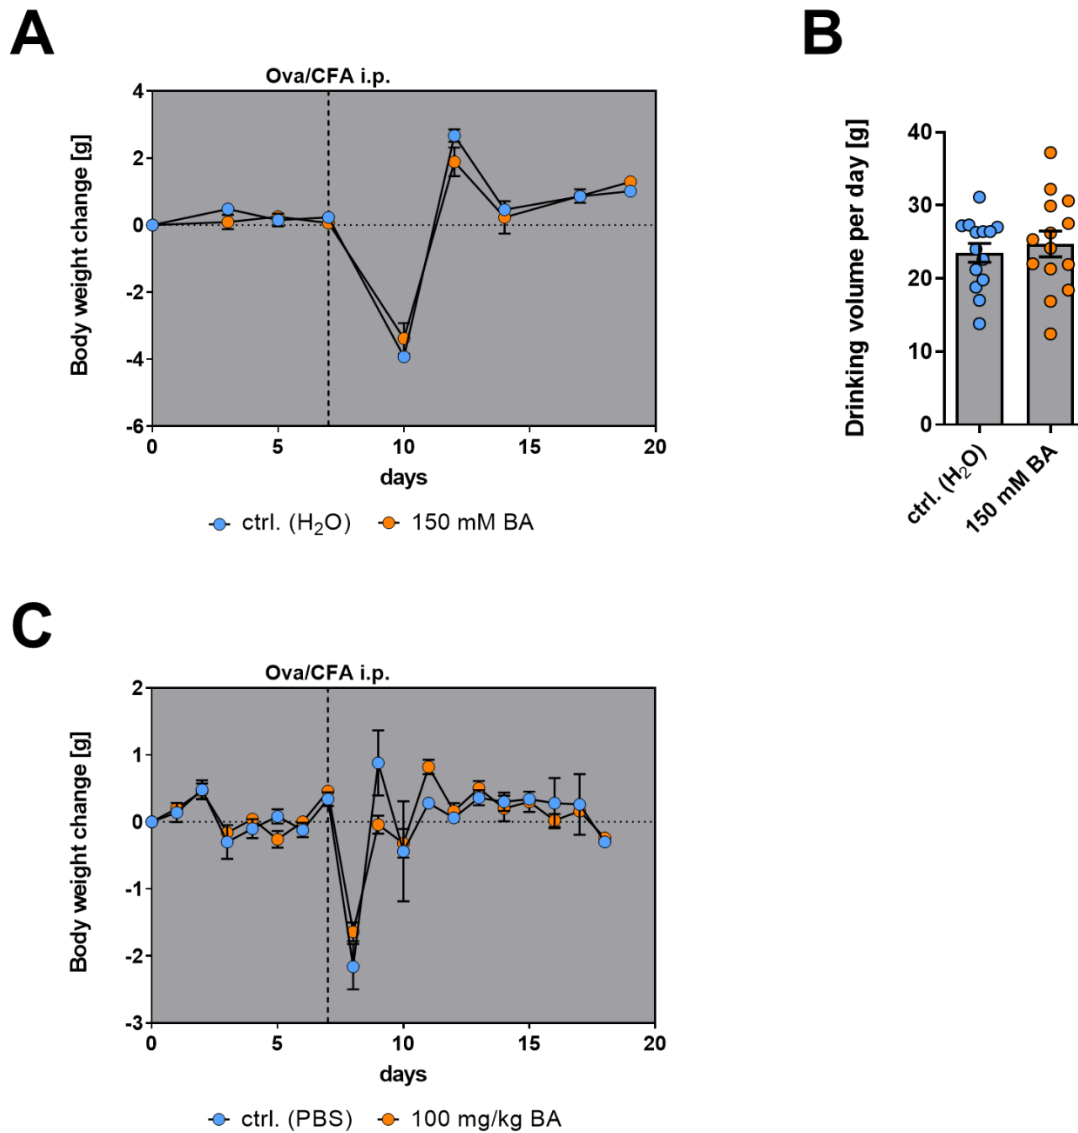 A
Ova/CFA i.p.
Body weight change [g]
4
2
0
-2
-4
-6
0 5 10 15 20
days
ctrl. (H₂O) 150 mM BA
B
Drinking volume per day [g]
40
30
20
10
0
ctrl. (H₂O)
150 mM BA
C
Ova/CFA i.p.
Body weight change [g]
2
1
0
-1
-2
-3
0 5 10 15 20
days
ctrl. (PBS) 100 mg/kg BA